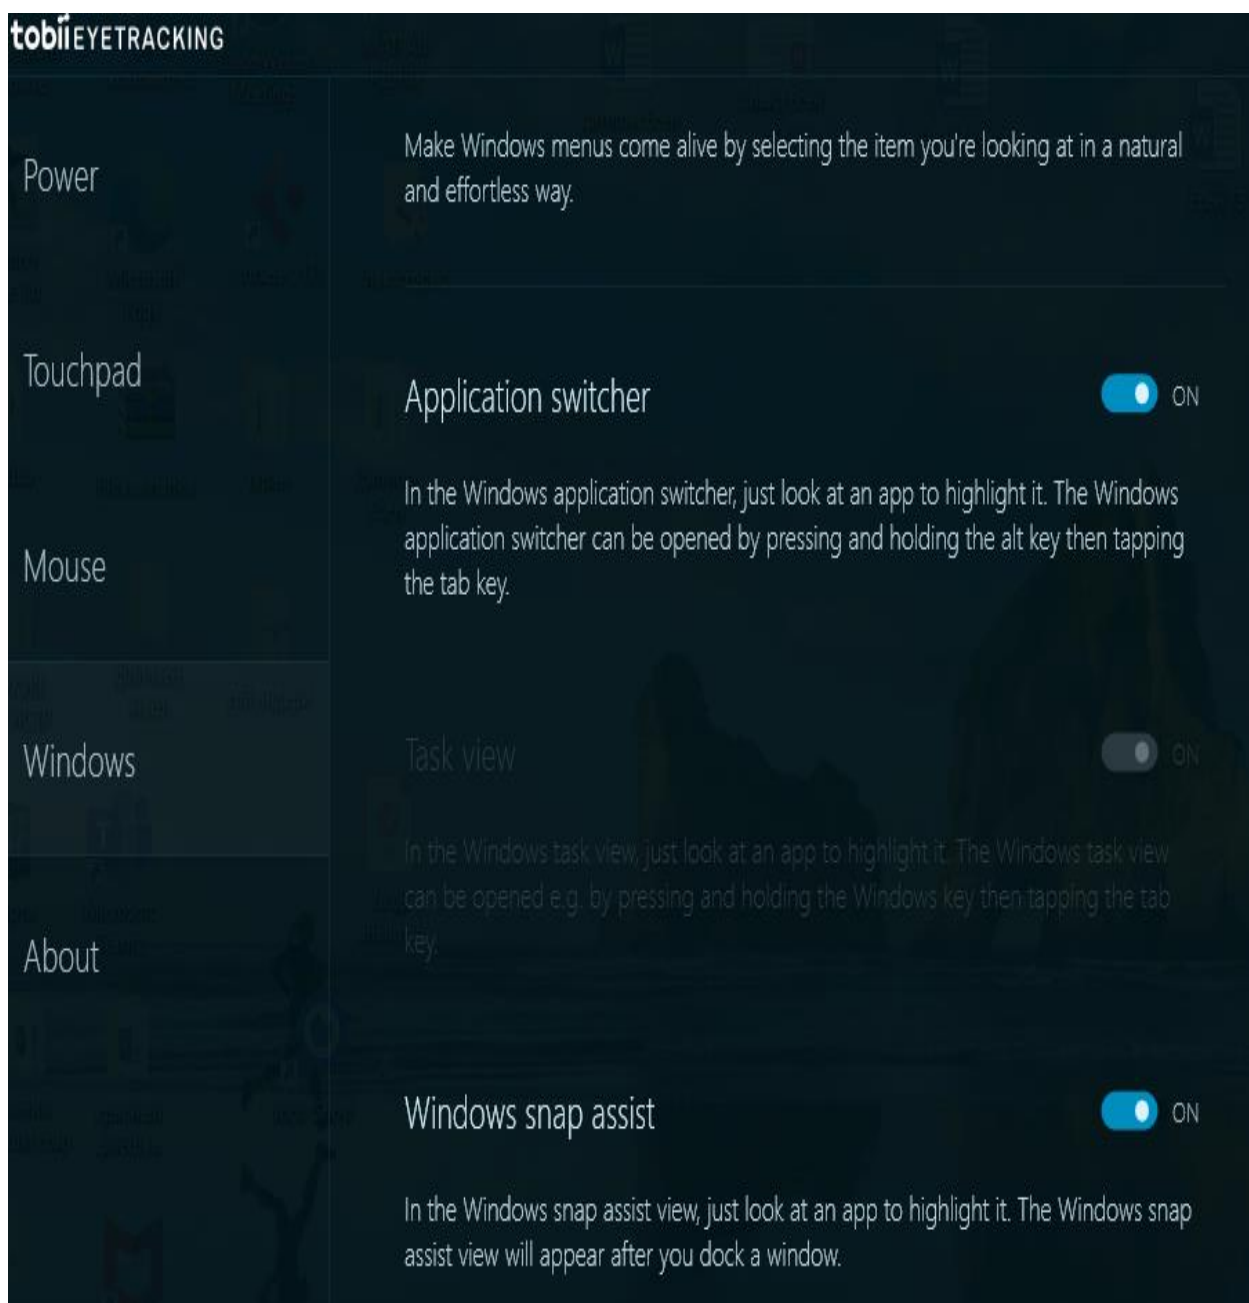 tobii EYETRACKING
Power
Touchpad
Mouse
Windows
About
Make Windows menus come alive by selecting the item you're looking at in a natural
and effortless way.
Application switcher
ON
In the Windows application switcher, just look at an app to highlight it. The Windows
application switcher can be opened by pressing and holding the alt key then tapping
the tab key.
Task view
ON
In the Windows task view, just look at an app to highlight it. The Windows task view
can be opened e.g. by pressing and holding the Windows key then tapping the tab
key.
Windows snap assist
ON
In the Windows snap assist view, just look at an app to highlight it. The Windows snap
assist view will appear after you dock a window.